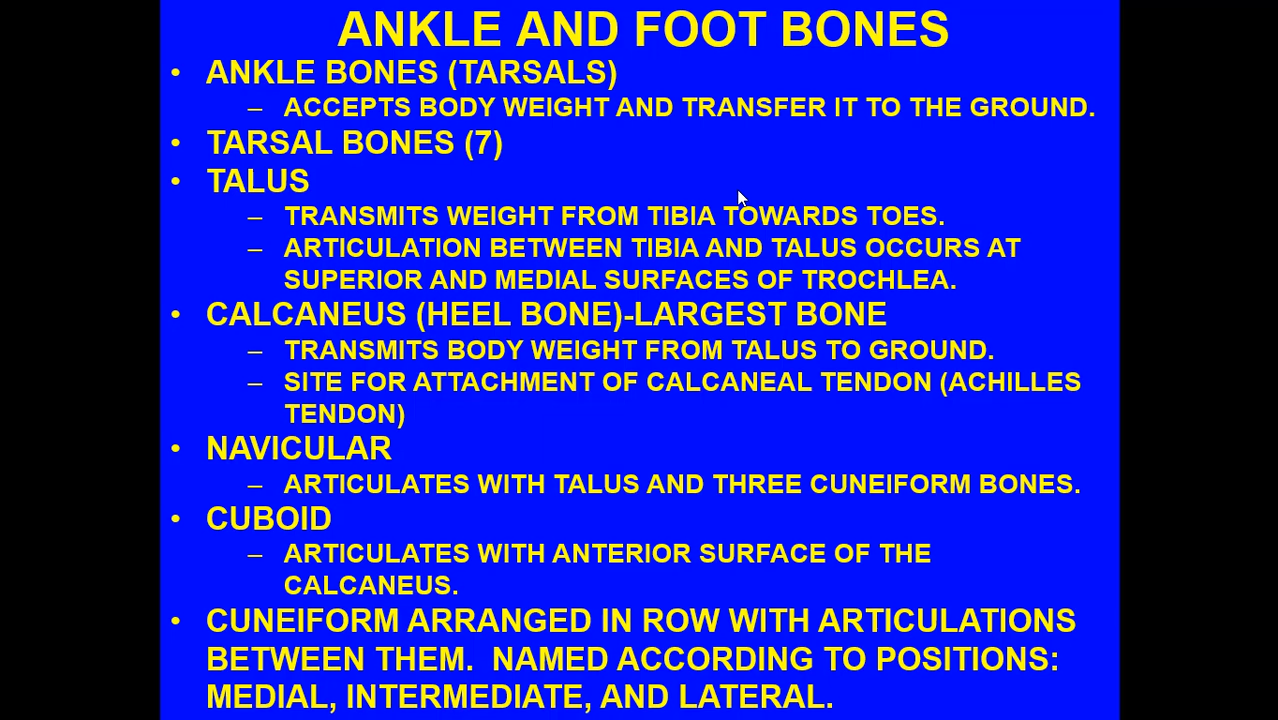 ANKLE AND FOOT BONES
• ANKLE BONES (TARSALS)
– ACCEPTS BODY WEIGHT AND TRANSFER IT TO THE GROUND.
• TARSAL BONES (7)
• TALUS
– TRANSMITS WEIGHT FROM TIBIA TOWARDS TOES.
– ARTICULATION BETWEEN TIBIA AND TALUS OCCURS AT
SUPERIOR AND MEDIAL SURFACES OF TROCHLEA.
• CALCANEUS (HEEL BONE)-LARGEST BONE
– TRANSMITS BODY WEIGHT FROM TALUS TO GROUND.
– SITE FOR ATTACHMENT OF CALCANEAL TENDON (ACHILLES
TENDON)
• NAVICULAR
– ARTICULATES WITH TALUS AND THREE CUNEIFORM BONES.
• CUBOID
– ARTICULATES WITH ANTERIOR SURFACE OF THE
CALCANEUS.
• CUNEIFORM ARRANGED IN ROW WITH ARTICULATIONS
BETWEEN THEM.  NAMED ACCORDING TO POSITIONS:
MEDIAL, INTERMEDIATE, AND LATERAL.